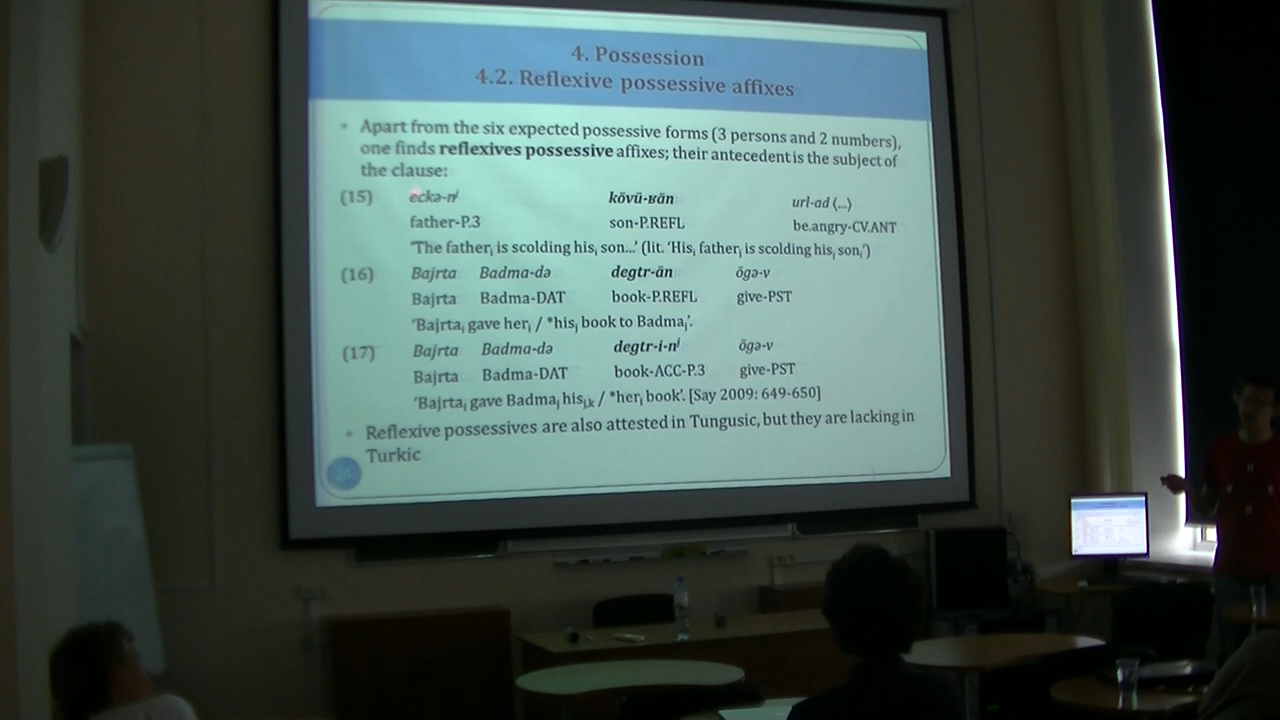 4. Possession
4.2. Reflexive possessive affixes
• Apart from the six expected possessive forms (3 persons and 2 numbers),
one finds reflexives possessive affixes; their antecedent is the subject of
the clause:
(15) eckə-nʲ kövü-ʁän url-ad ⟨...⟩
father-P.3 son-P.REFL be.angry-CV.ANT
‘The fatherⱼ is scolding hisⱼ son...’ (lit. ‘Hisᵢ fatherⱼ is scolding hisⱼ sonᵢ’)
(16) Bajrta Badma-də degtr-än ögə-v
Bajrta Badma-DAT book-P.REFL give-PST
‘Bajrtaᵢ gave herᵢ / *hisⱼ book to Badmaⱼ’.
(17) Bajrta Badma-də degtr-i-nʲ ögə-v
Bajrta Badma-DAT book-ACC-P.3 give-PST
‘Bajrtaᵢ gave Badmaⱼ hisⱼ,ₖ / *herᵢ book’. [Say 2009: 649-650]
• Reflexive possessives are also attested in Tungusic, but they are lacking in
Turkic